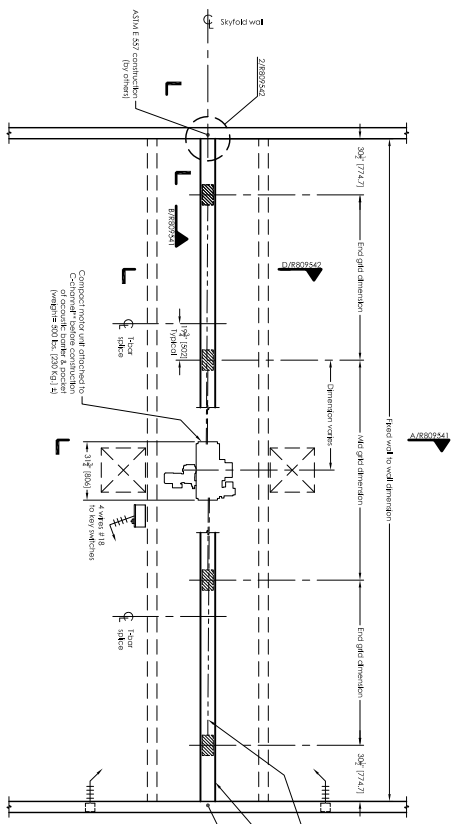 Skyfold wall
℄
ASTM E 557 construction
(by others)
2/R809542
30½" [774.7]
End grid dimension
Mid grid dimension
End grid dimension
30½" [774.7]
Fixed wall to wall dimension
Dimension varies
B/R809541
D/R809542
A/R809541
19¾" [502]
Typical
℄ T-bar
splice
Compact motor unit attached to
C-channel** before construction
of acoustic barrier & pocket
(weight= 500 lbs. [230 Kg.] ±)
31¾" [806]
4 wires #18
to key switches
℄ T-bar
splice